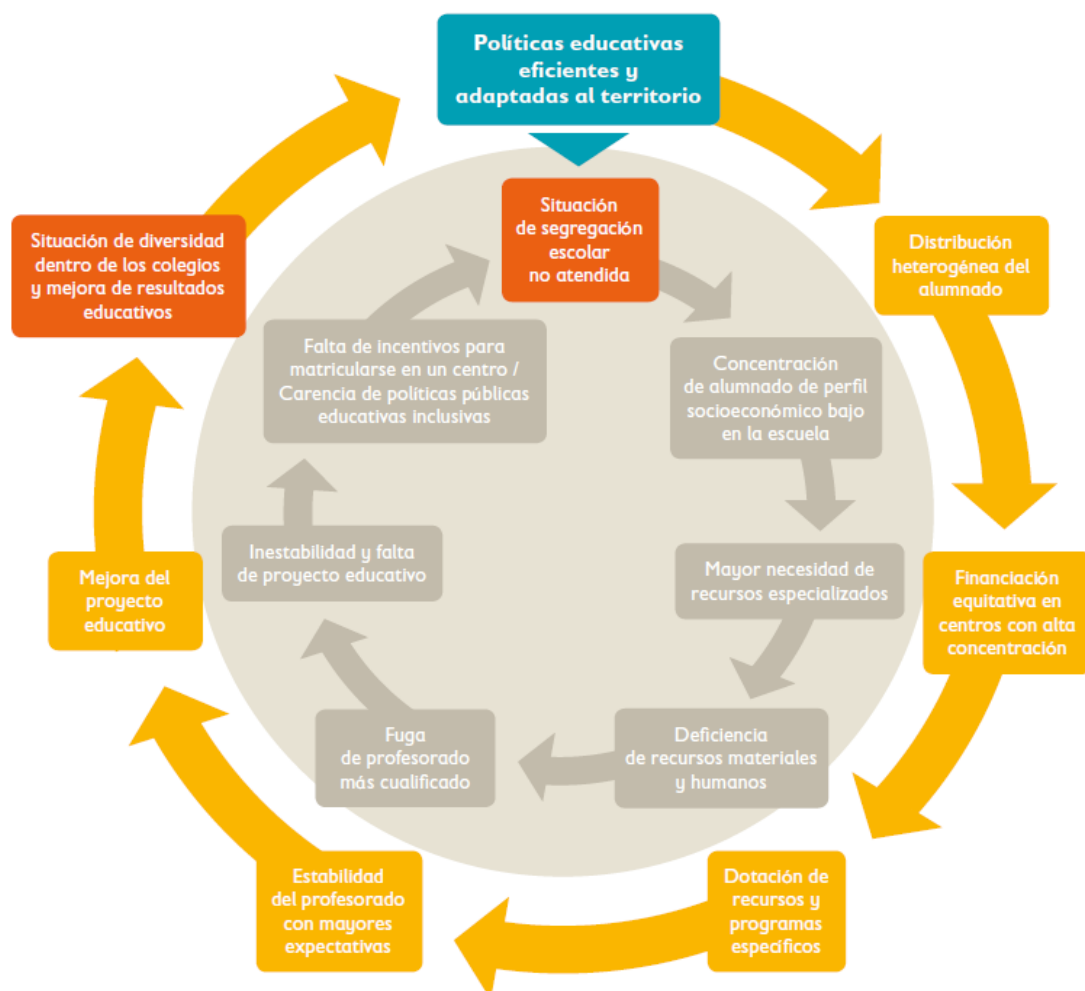 Políticas educativas
eficientes y
adaptadas al territorio
Situación
de segregación
escolar
no atendida
Situación de diversidad
dentro de los colegios
y mejora de resultados
educativos
Distribución
heterogénea del
alumnado
Falta de incentivos para
matricularse en un centro /
Carencia de políticas públicas
educativas inclusivas
Concentración
de alumnado de perfil
socioeconómico bajo
en la escuela
Inestabilidad y falta
de proyecto educativo
Mayor necesidad de
recursos especializados
Mejora del
proyecto
educativo
Financiación
equitativa en
centros con alta
concentración
Fuga
de profesorado
más cualificado
Deficiencia
de recursos materiales
y humanos
Estabilidad
del profesorado
con mayores
expectativas
Dotación de
recursos y
programas
específicos